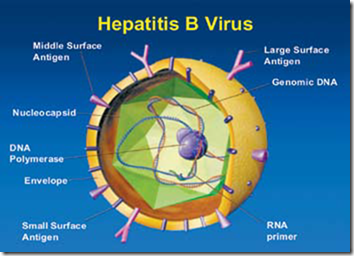 Hepatitis B Virus
Middle Surface
Antigen
Large Surface
Antigen
Genomic DNA
Nucleocapsid
DNA
Polymerase
Envelope
Small Surface
Antigen
RNA
primer